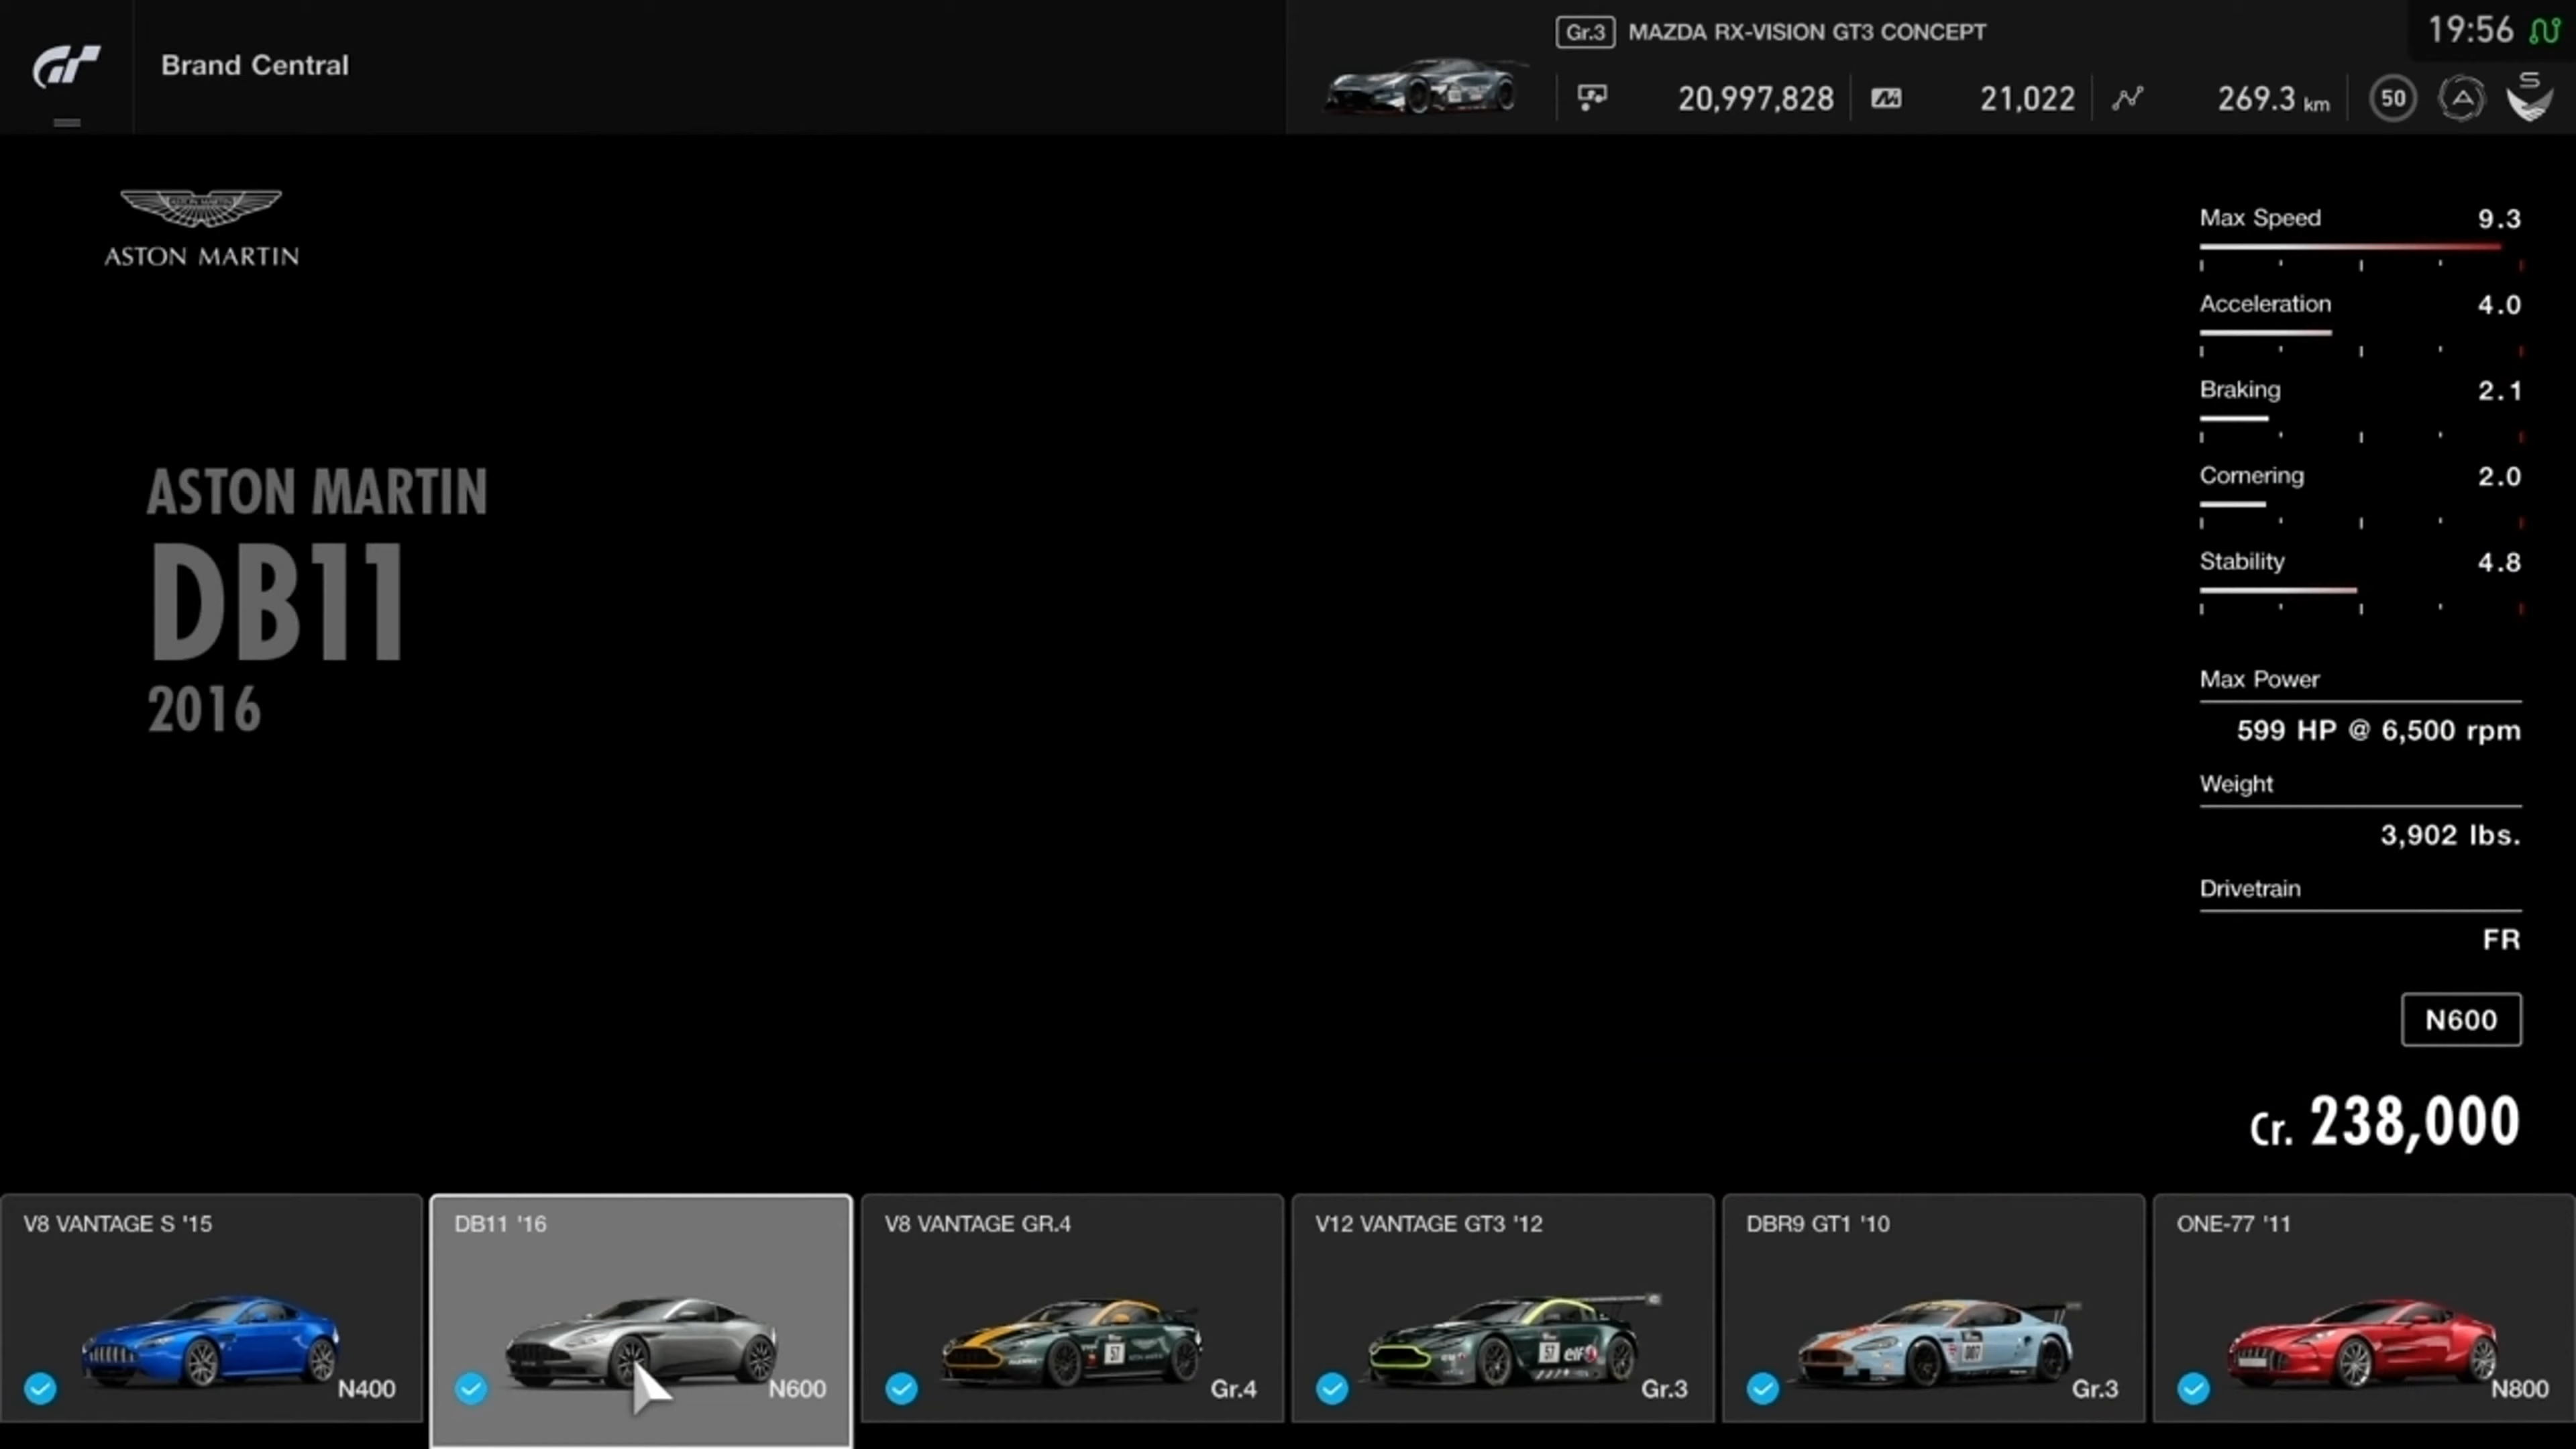 Brand Central
Gr.3 MAZDA RX-VISION GT3 CONCEPT
19:56
20,997,828
21,022
269.3 km
50
A
S
ASTON MARTIN
ASTON MARTIN
DB11
2016
Max Speed 9.3
Acceleration 4.0
Braking 2.1
Cornering 2.0
Stability 4.8
Max Power
599 HP @ 6,500 rpm
Weight
3,902 lbs.
Drivetrain
FR
N600
Cr. 238,000
V8 VANTAGE S '15
N400
DB11 '16
N600
V8 VANTAGE GR.4
57
Gr.4
V12 VANTAGE GT3 '12
57 elf
Gr.3
DBR9 GT1 '10
007
Gr.3
ONE-77 '11
N800